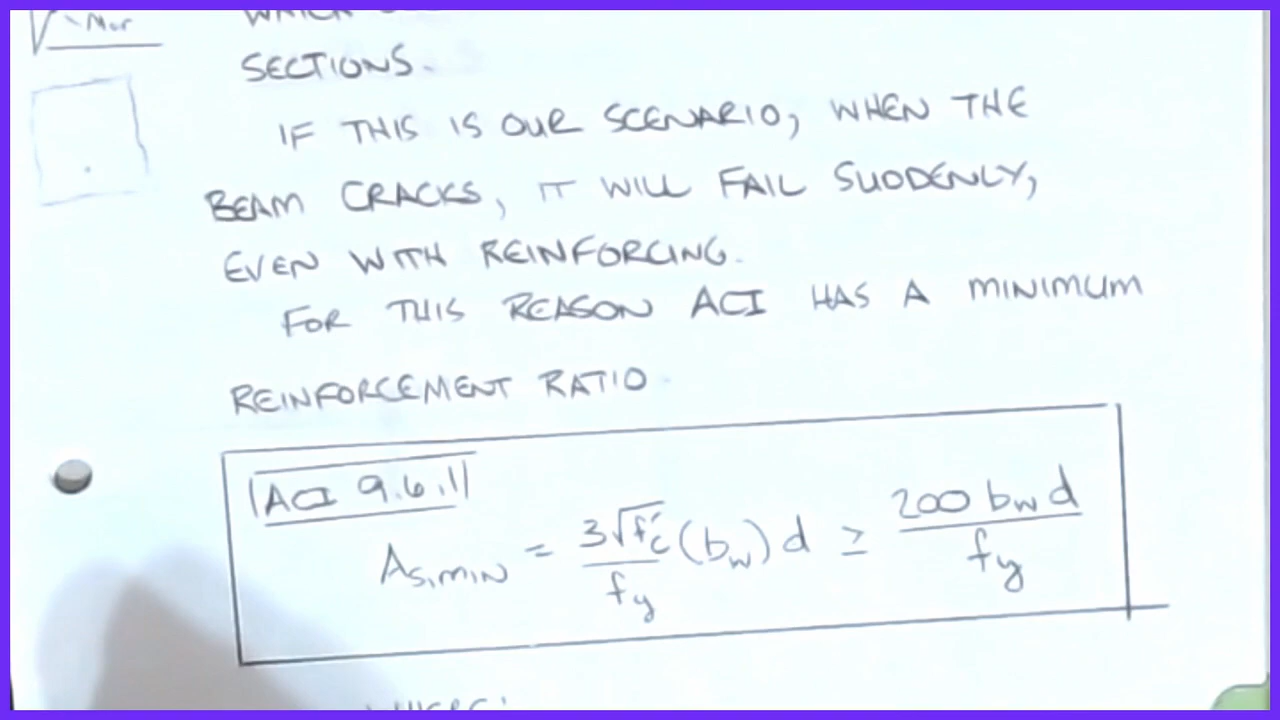 SECTIONS.
IF THIS IS OUR SCENARIO, WHEN THE
BEAM CRACKS, IT WILL FAIL SUDDENLY,
EVEN WITH REINFORCING.
FOR THIS REASON ACI HAS A MINIMUM
REINFORCEMENT RATIO
ACI 9.6.1
As,min = 3√f'c / fy (bw) d ≥ 200 bw d / fy